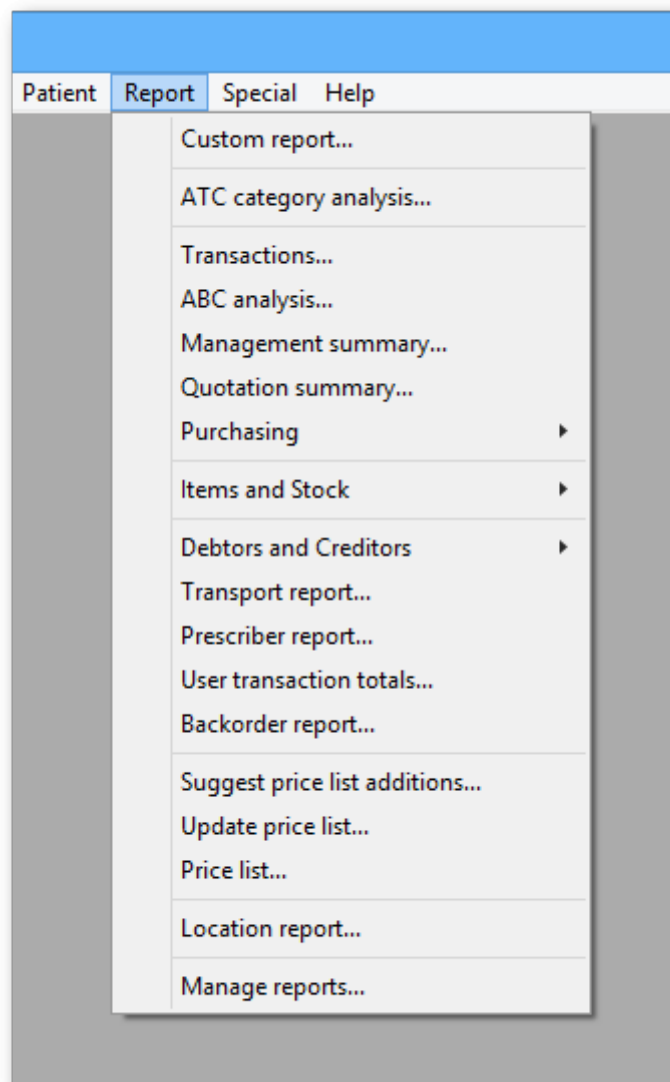 Patient Report Special Help
Custom report...
ATC category analysis...
Transactions...
ABC analysis...
Management summary...
Quotation summary...
Purchasing
Items and Stock
Debtors and Creditors
Transport report...
Prescriber report...
User transaction totals...
Backorder report...
Suggest price list additions...
Update price list...
Price list...
Location report...
Manage reports...